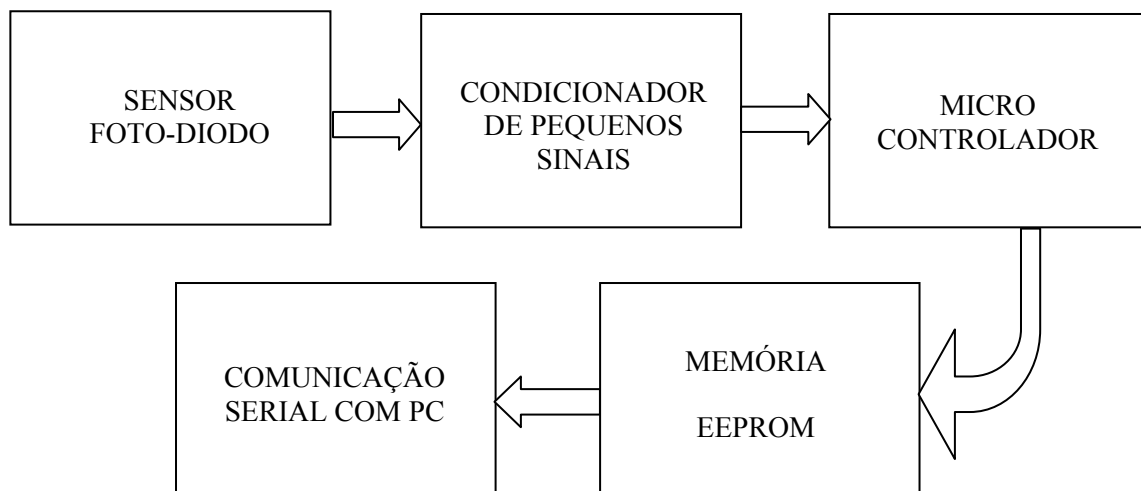 SENSOR
FOTO-DIODO
CONDICIONADOR
DE PEQUENOS
SINAIS
MICRO
CONTROLADOR
COMUNICAÇÃO
SERIAL COM PC
MEMÓRIA
EEPROM